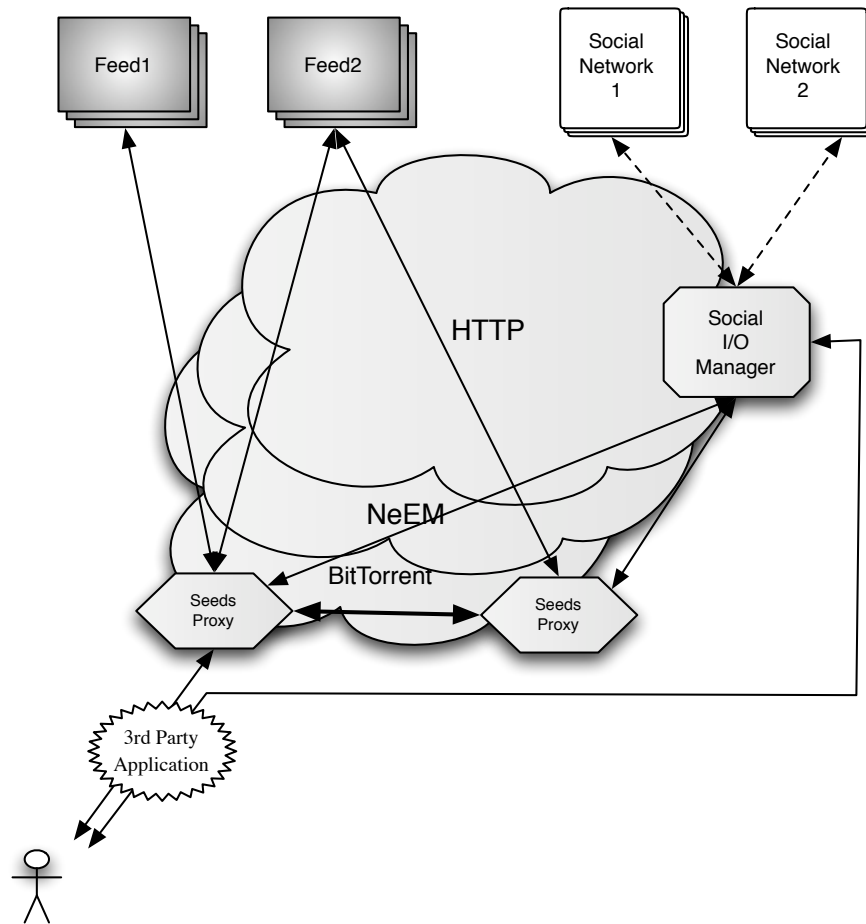 Feed1
Feed2
Social
Network
1
Social
Network
2
HTTP
Social
I/O
Manager
NeEM
BitTorrent
Seeds
Proxy
Seeds
Proxy
3rd Party
Application